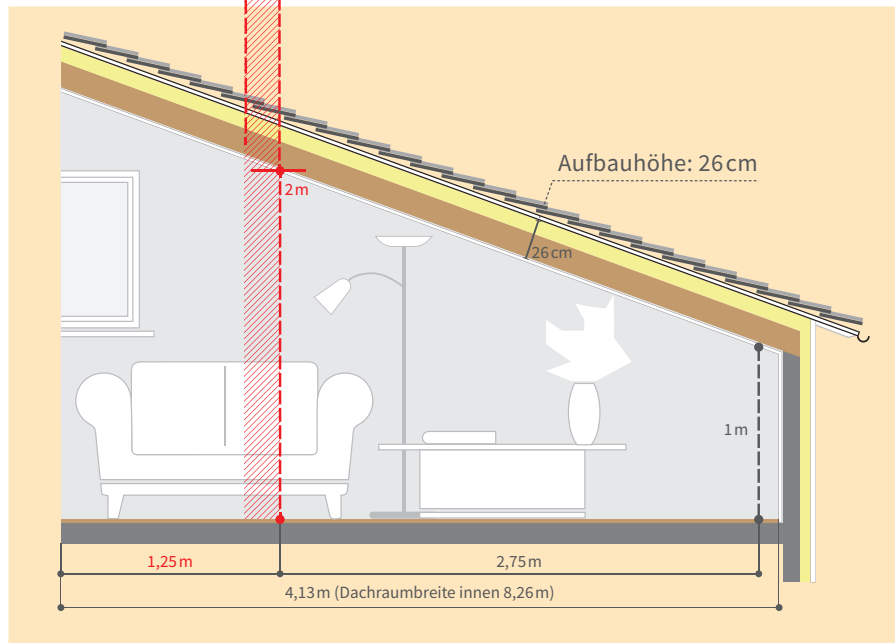 Aufbauhöhe: 26 cm
2 m
26 cm
1 m
1,25 m
2,75 m
4,13 m (Dachraumbreite innen 8,26 m)